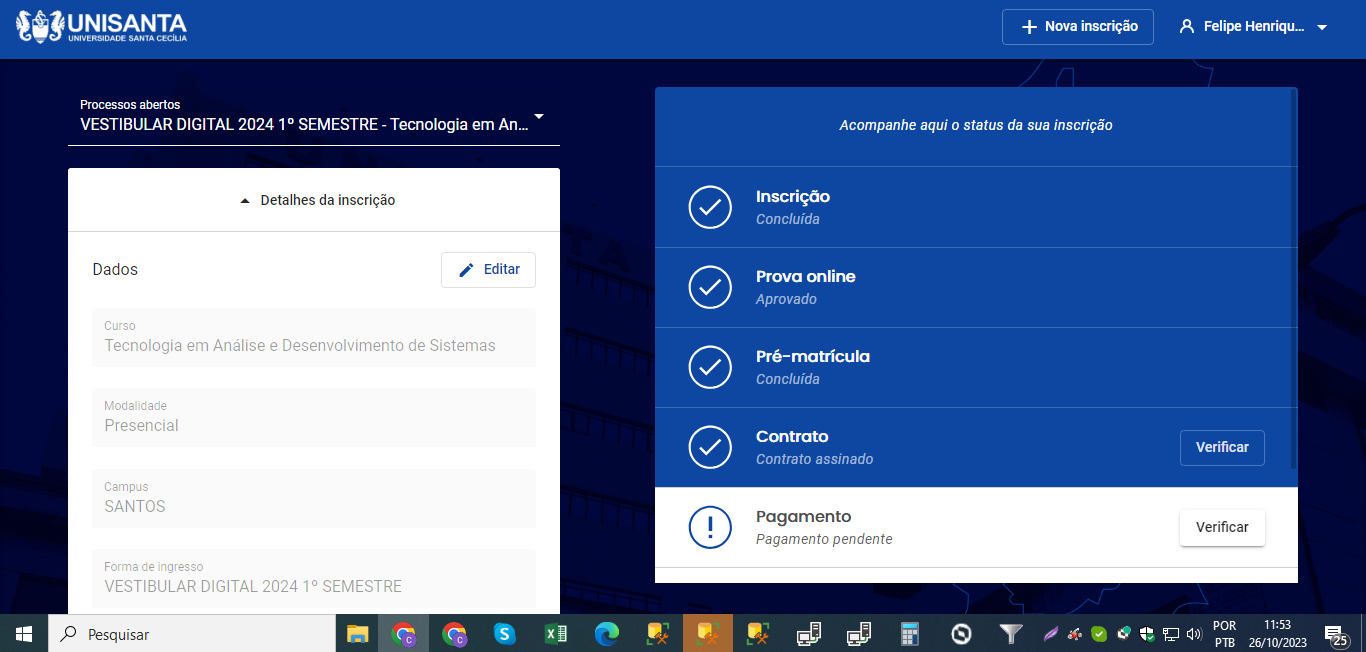 UNISANTA
UNIVERSIDADE SANTA CECÍLIA
Nova inscrição
Felipe Henriqu...
Processos abertos
VESTIBULAR DIGITAL 2024 1º SEMESTRE - Tecnologia em An...
Detalhes da inscrição
Dados
Editar
Curso
Tecnologia em Análise e Desenvolvimento de Sistemas
Modalidade
Presencial
Campus
SANTOS
Forma de ingresso
VESTIBULAR DIGITAL 2024 1º SEMESTRE
Acompanhe aqui o status da sua inscrição
Inscrição
Concluída
Prova online
Aprovado
Pré-matrícula
Concluída
Contrato
Contrato assinado
Verificar
Pagamento
Pagamento pendente
Verificar
Pesquisar
POR
PTB
11:53
26/10/2023
25